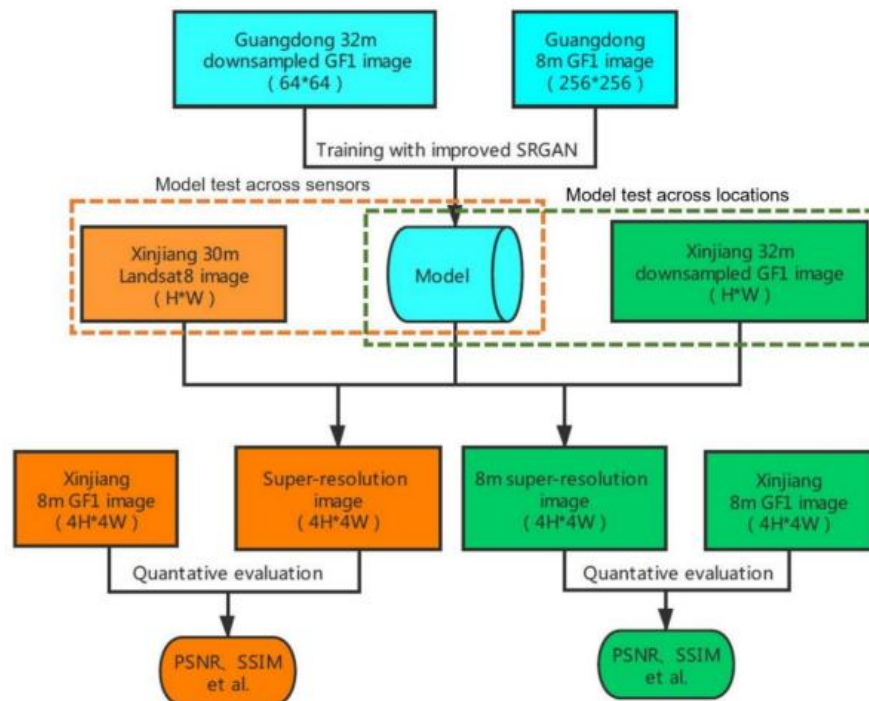 Guangdong 32m
downsampled GF1 image
( 64*64 )
Guangdong
8m GF1 image
( 256*256 )
Training with improved SRGAN
Model test across sensors
Model test across locations
Xinjiang 30m
Landsat8 image
( H*W )
Model
Xinjiang 32m
downsampled GF1 image
( H*W )
Xinjiang
8m GF1 image
( 4H*4W )
Super-resolution
image
( 4H*4W )
8m super-resolution
image
( 4H*4W )
Xinjiang
8m GF1 image
( 4H*4W )
Quantative evaluation
Quantative evaluation
PSNR、SSIM
et al.
PSNR、SSIM
et al.